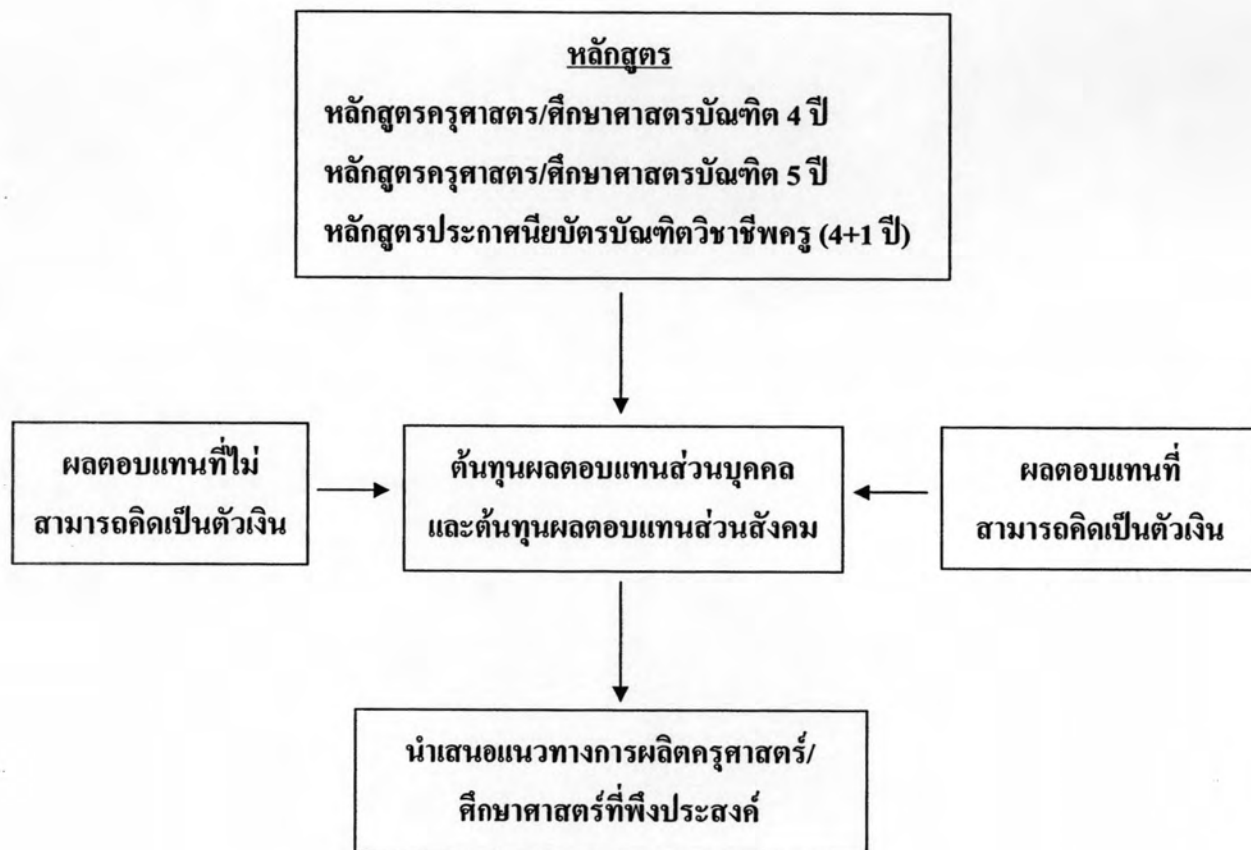 หลักสูตร
หลักสูตรครุศาสตร/ศึกษาศาสตรบัณฑิต 4 ปี
หลักสูตรครุศาสตร/ศึกษาศาสตรบัณฑิต 5 ปี
หลักสูตรประกาศนียบัตรบัณฑิตวิชาชีพครู (4+1 ปี)
ผลตอบแทนที่ไม่
สามารถคิดเป็นตัวเงิน
ต้นทุนผลตอบแทนส่วนบุคคล
และต้นทุนผลตอบแทนส่วนสังคม
ผลตอบแทนที่
สามารถคิดเป็นตัวเงิน
นำเสนอแนวทางการผลิตครุศาสตร์/
ศึกษาศาสตร์ที่พึงประสงค์